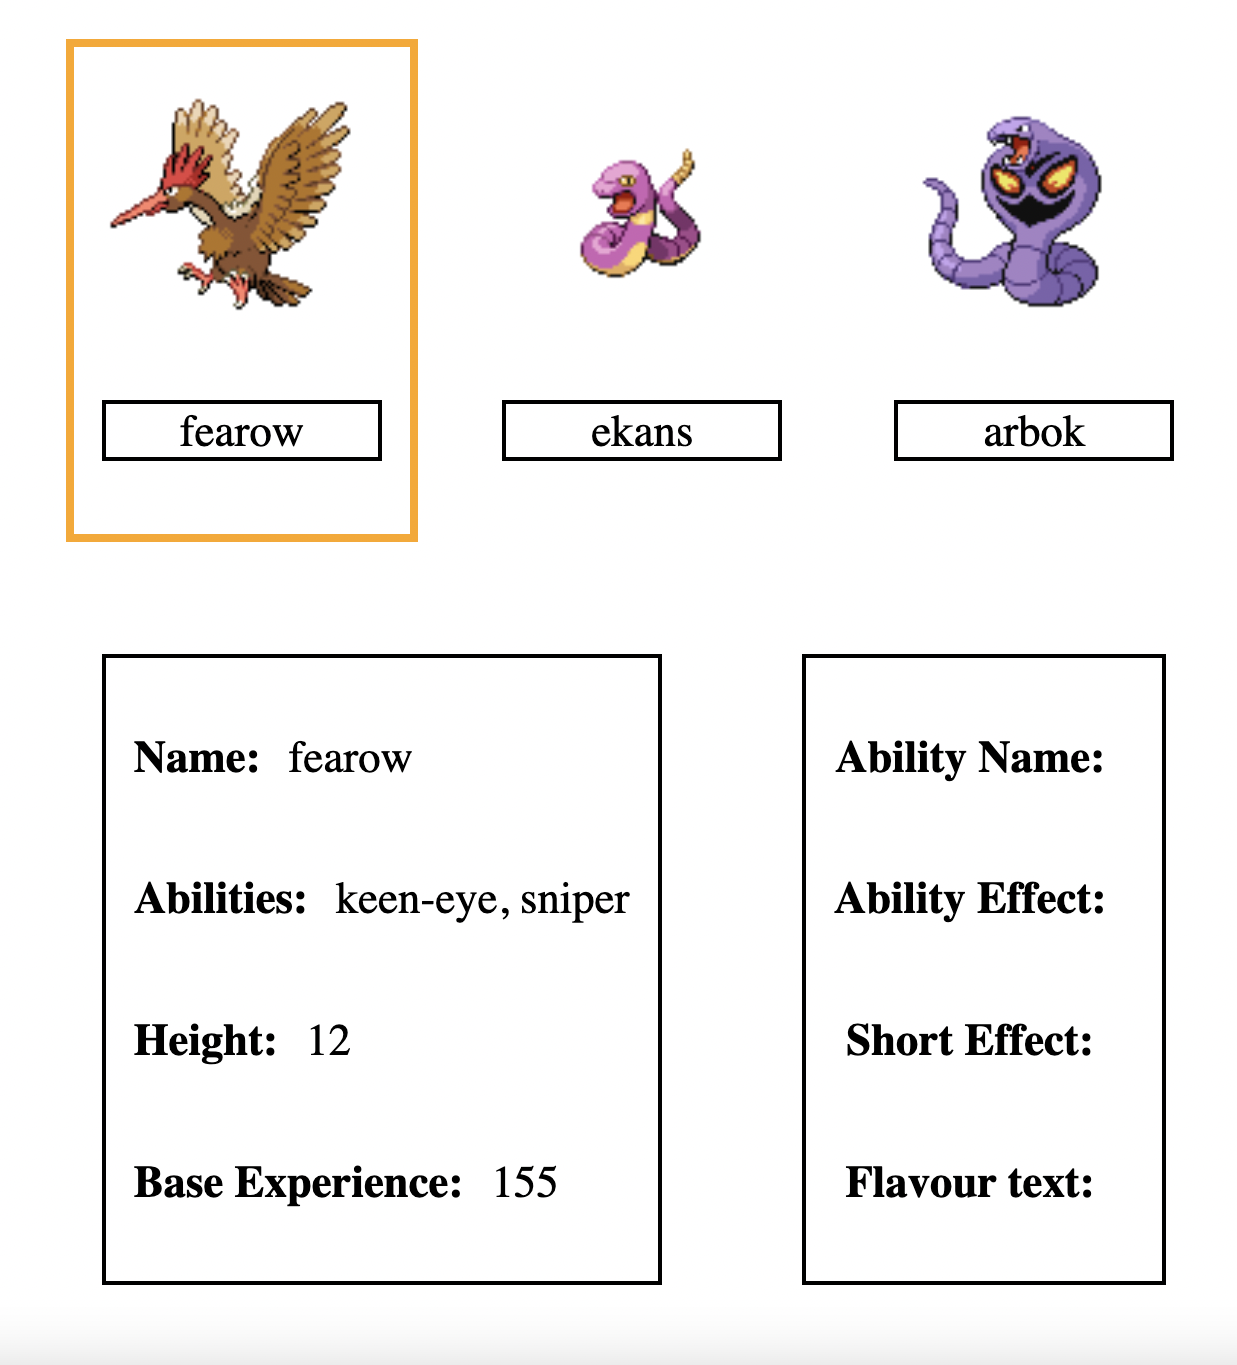 fearow
ekans
arbok
Name: fearow
Abilities: keen-eye, sniper
Height: 12
Base Experience: 155
Ability Name:
Ability Effect:
Short Effect:
Flavour text: